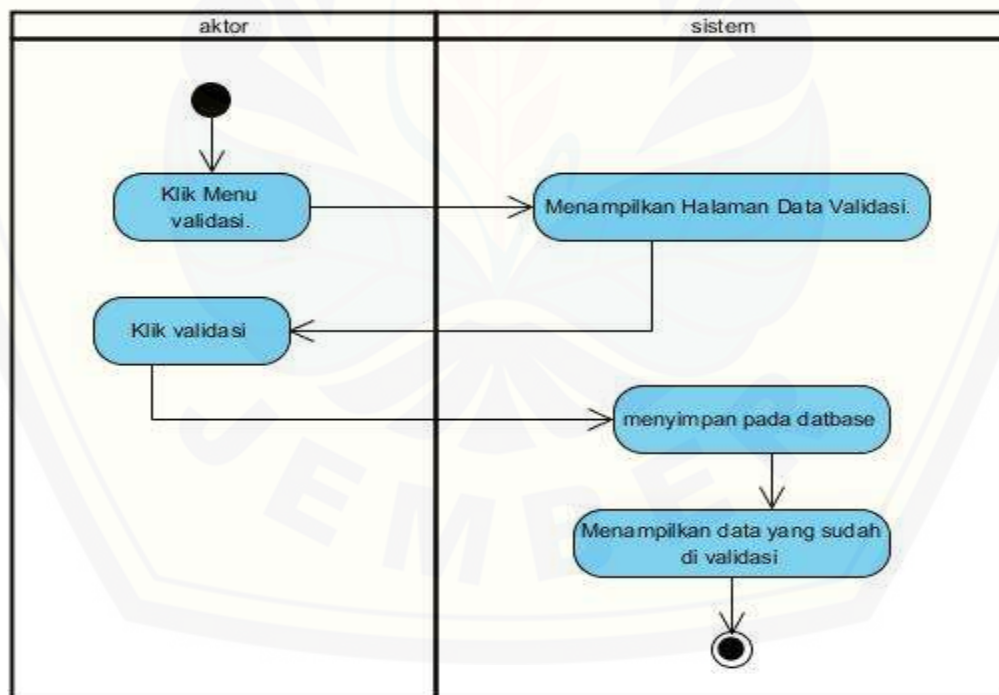 aktor
sistem
Klik Menu
validasi.
Menampilkan Halaman Data Validasi.
Klik validasi
menyimpan pada datbase
Menampilkan data yang sudah
di validasi
JEMBER